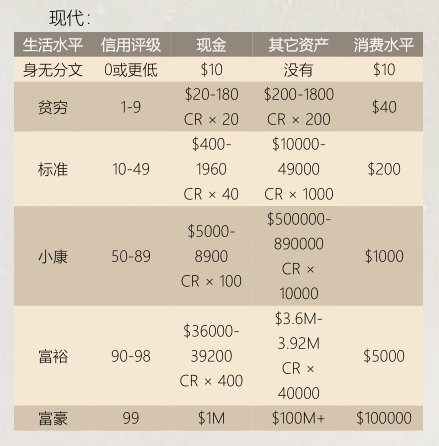 现代：
生活水平 信用评级 现金 其它资产 消费水平
身无分文 0或更低 $10 没有 $10
贫穷 1-9 $20-180 CR × 20 $200-1800 CR × 200 $40
标准 10-49 $400-1960 CR × 40 $10000-49000 CR × 1000 $200
小康 50-89 $5000-8900 CR × 100 $500000-890000 CR × 10000 $1000
富裕 90-98 $36000-39200 CR × 400 $3.6M-3.92M CR × 40000 $5000
富豪 99 $1M $100M+ $100000